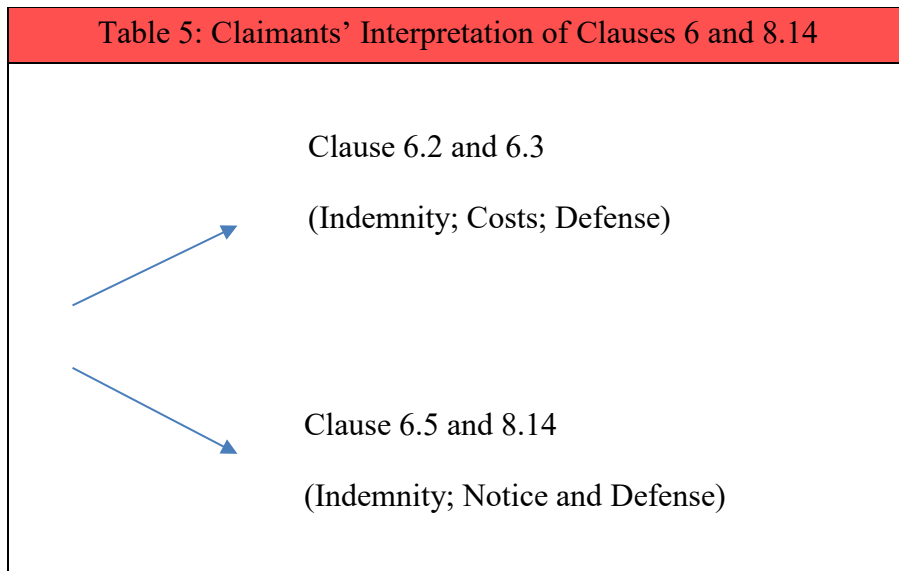 Table 5: Claimants’ Interpretation of Clauses 6 and 8.14
Clause 6.2 and 6.3
(Indemnity; Costs; Defense)
Clause 6.5 and 8.14
(Indemnity; Notice and Defense)